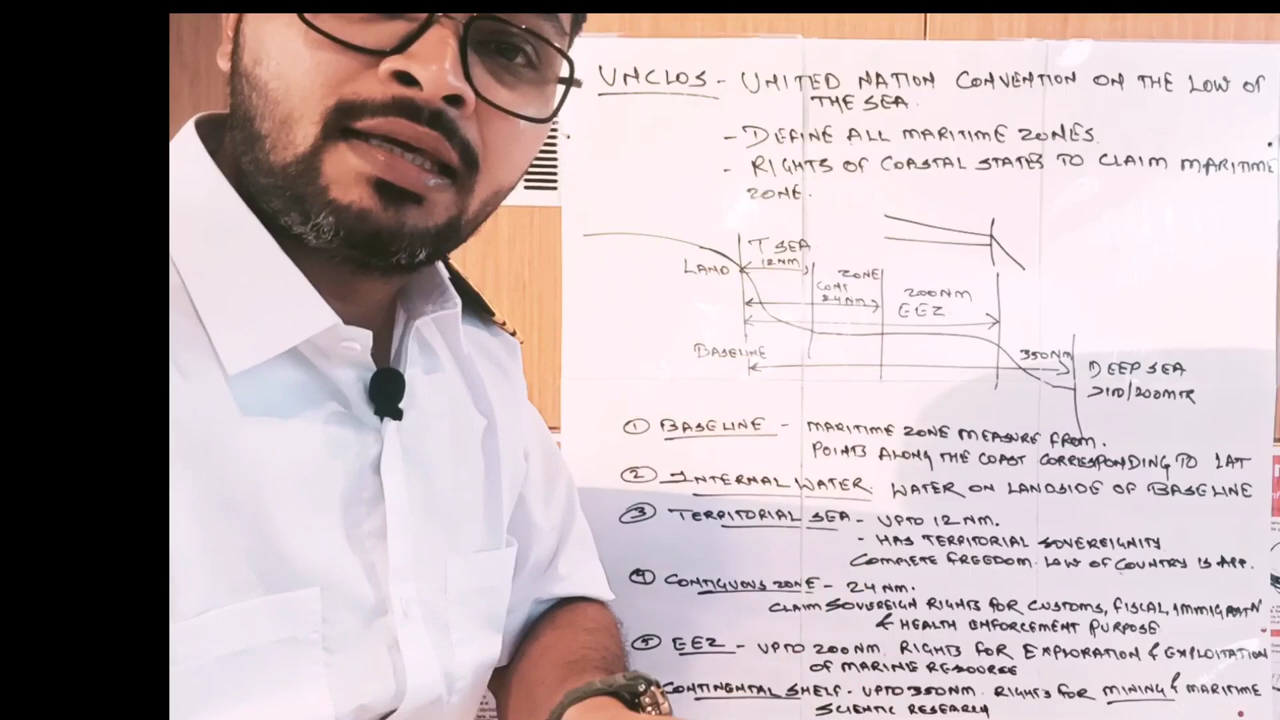 UNCLOS - UNITED NATION CONVENTION ON THE LOW OF
THE SEA.
- DEFINE ALL MARITIME ZONES.
- RIGHTS OF COASTAL STATES TO CLAIM MARITIME
ZONE.
T SEA
12NM
LAND
ZONE
CONT
24NM
200NM
EEZ
BASELINE
350NM
DEEP SEA
① BASELINE - MARITIME ZONE MEASURE FROM.
POINTS ALONG THE COAST CORRESPONDING TO LAT
② INTERNAL WATER. WATER ON LANDSIDE OF BASELINE
③ TERRITORIAL SEA - UPTO 12NM.
- HAS TERRITORIAL SOVEREIGNITY
COMPLETE FREEDOM. LAW OF COUNTRY IS APP.
④ CONTIGUOUS ZONE - 24NM.
CLAIM SOVEREIGN RIGHTS FOR CUSTOMS, FISCAL, IMMIGRATN
& HEALTH ENFORCEMENT PURPOSE
⑤ EEZ - UPTO 200NM. RIGHTS FOR EXPLORATION & EXPLOITATION
OF MARINE RESOURSE
CONTINENTAL SHELF - UPTO 350NM. RIGHTS FOR MINING & MARITIME
SCIENTIC RESEARCH